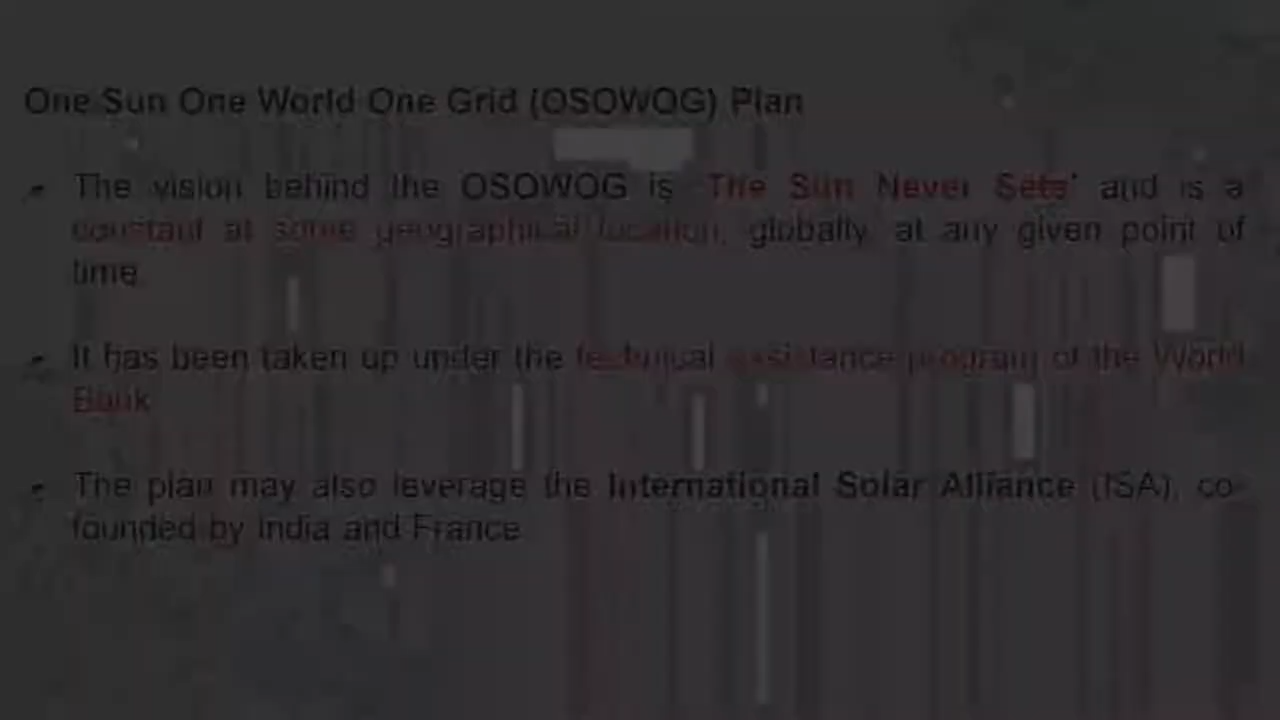 One Sun One World One Grid (OSOWOG) Plan
The vision behind the OSOWOG is 'The Sun Never Sets' and is a
constant at some geographical location, globally, at any given point of
time.
It has been taken up under the technical assistance program of the World
Bank.
The plan may also leverage the International Solar Alliance (ISA), co-
founded by India and France.